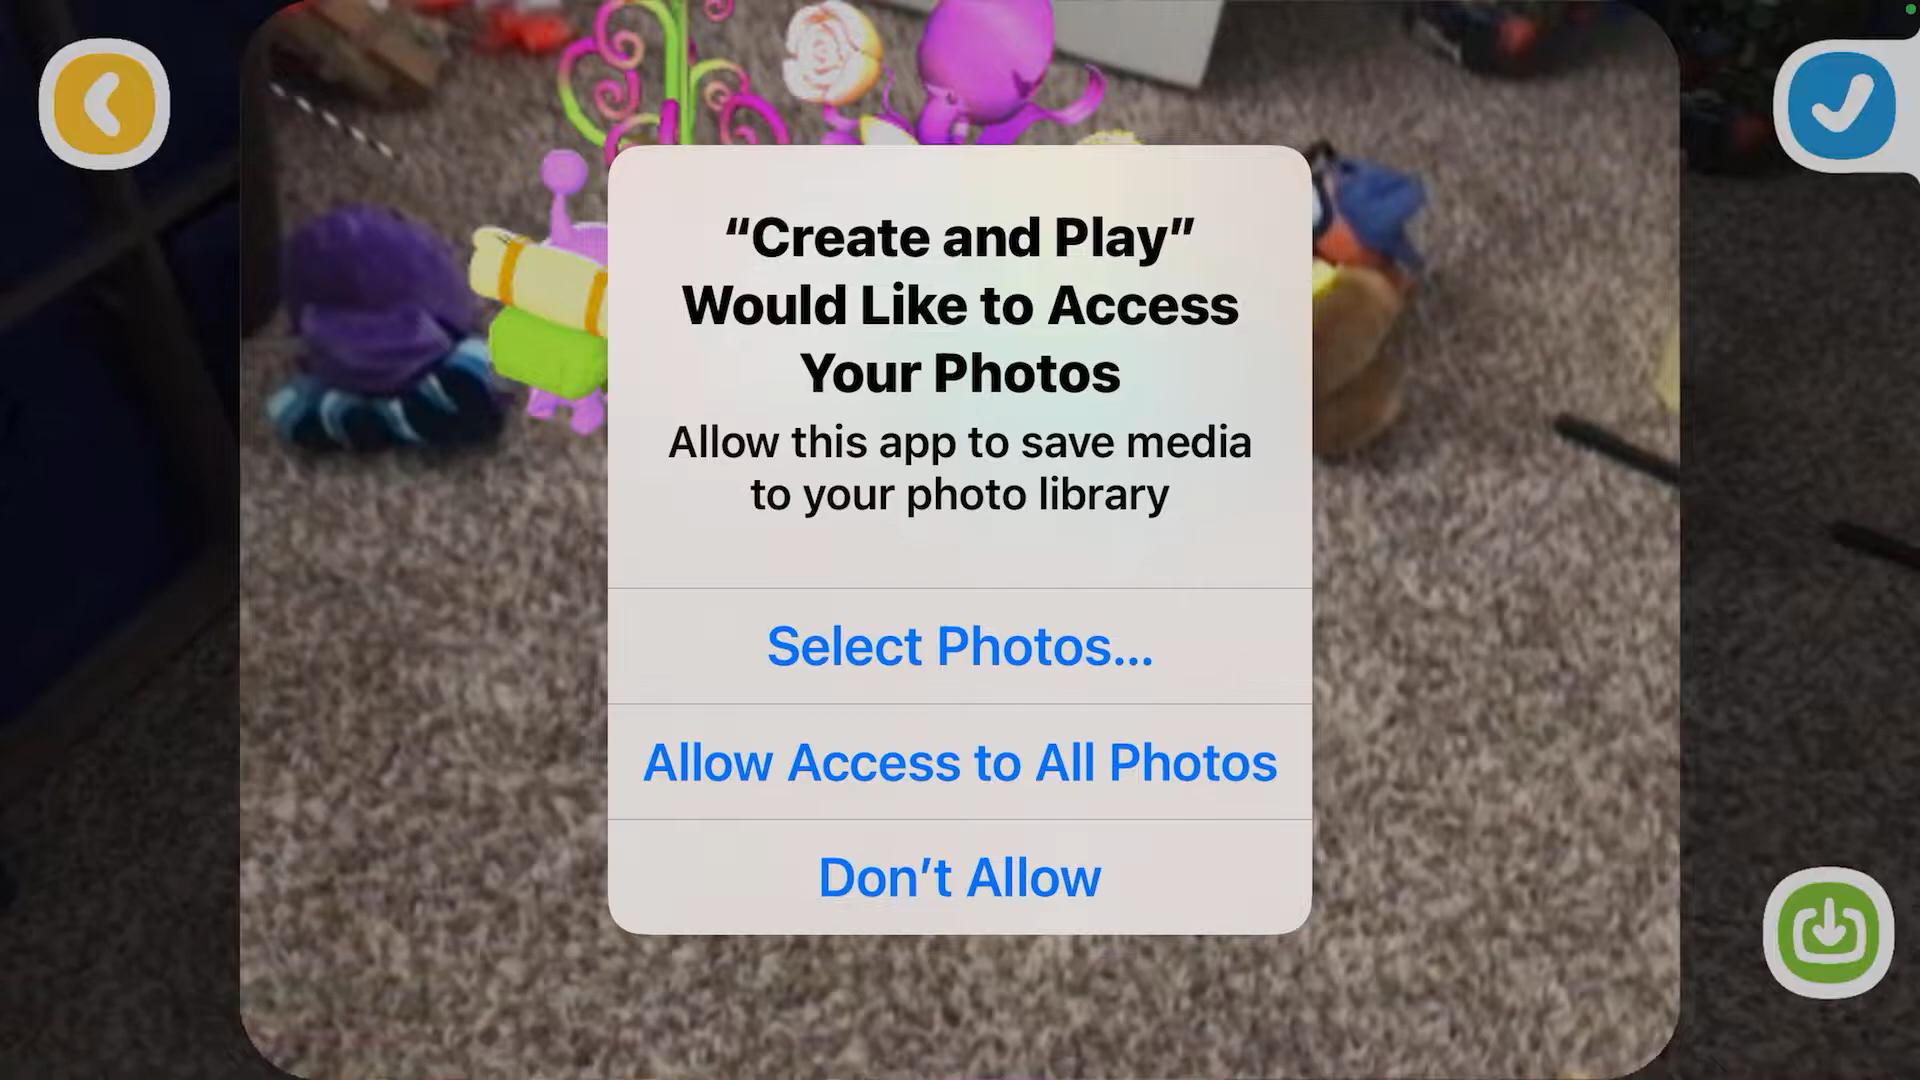 “Create and Play”
Would Like to Access
Your Photos
Allow this app to save media
to your photo library
Select Photos...
Allow Access to All Photos
Don’t Allow